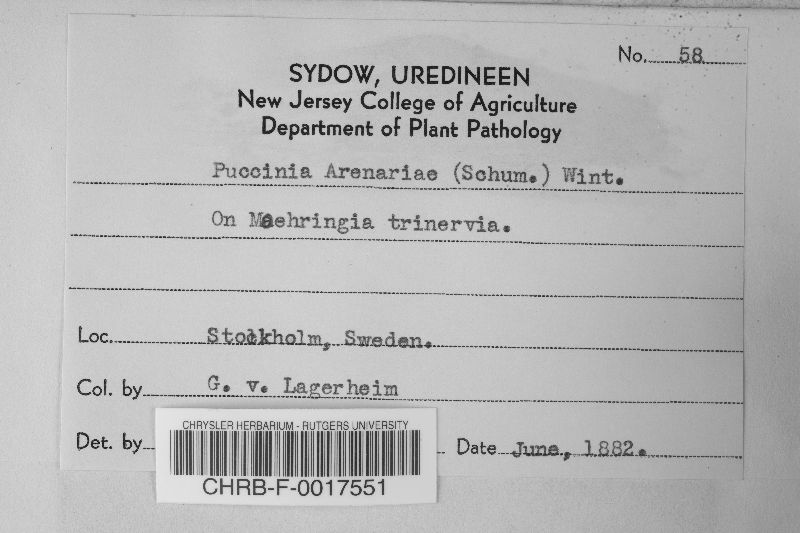 No. 58
SYDOW, UREDINEEN
New Jersey College of Agriculture
Department of Plant Pathology
Puccinia Arenariae (Schum.) Wint.
On Moehringia trinervia.
Loc. Stockholm, Sweden.
Col. by G. v. Lagerheim
Det. by Date June, 1882.
CHRYSLER HERBARIUM - RUTGERS UNIVERSITY
CHRB-F-0017551